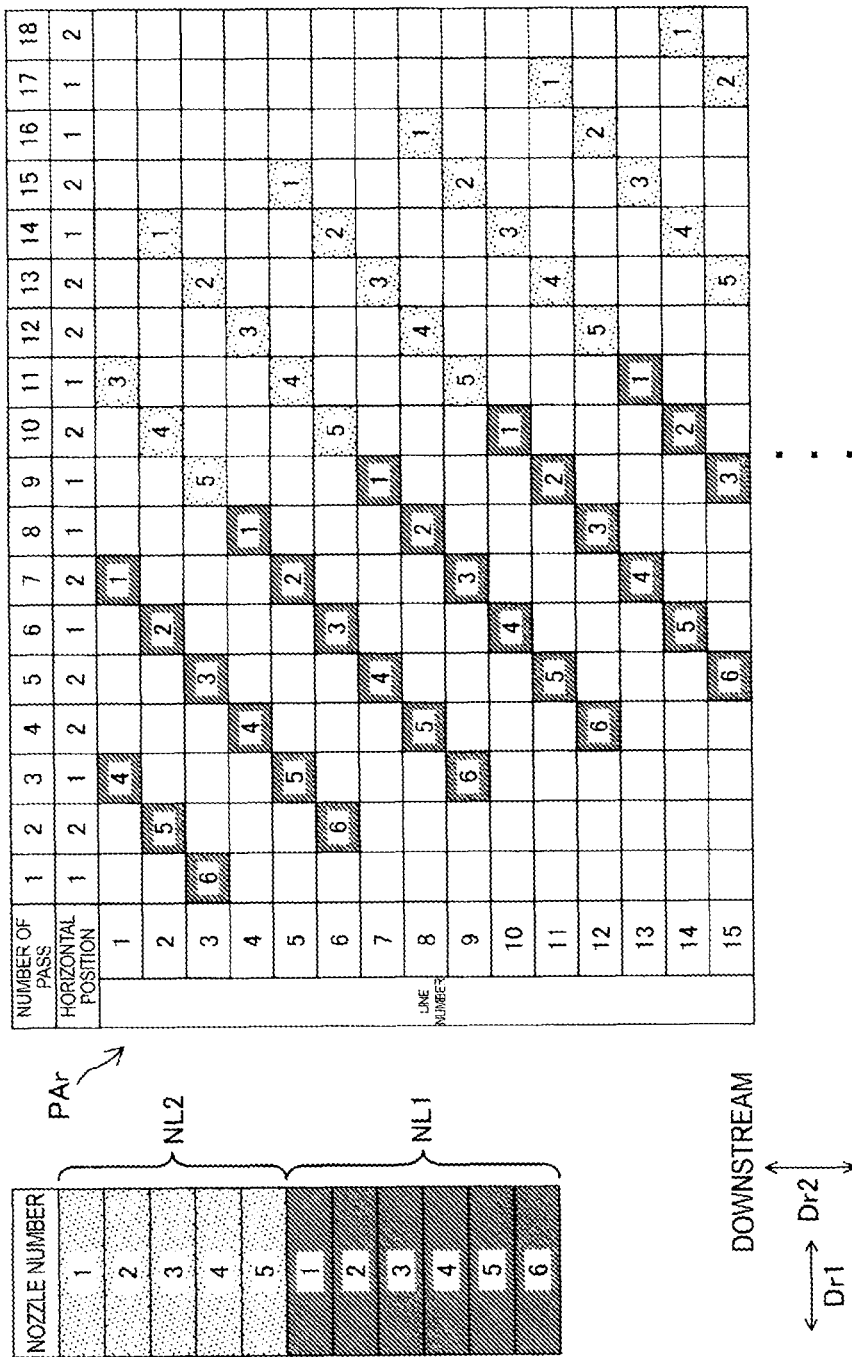 NOZZLE NUMBER
1
2
3
4
5
NL2
1
2
3
4
5
6
NL1
PAr
NUMBER OF PASS 1 2 3 4 5 6 7 8 9 10 11 12 13 14 15 16 17 18
HORIZONTAL POSITION 1 2 1 2 2 1 2 1 1 2 1 2 2 1 2 1 1 2
LINE NUMBER
1 4 1 3
2 5 2 4 1
3 6 3 5 2
4 4 1 3
5 5 2 4 1
6 6 3 5 2
7 4 1 3
8 5 2 4 1
9 6 3 5 2
10 4 1 3
11 5 2 4 1
12 6 3 5 2
13 4 1 3
14 5 2 4 1
15 6 3 5 2
DOWNSTREAM
Dr2
Dr1